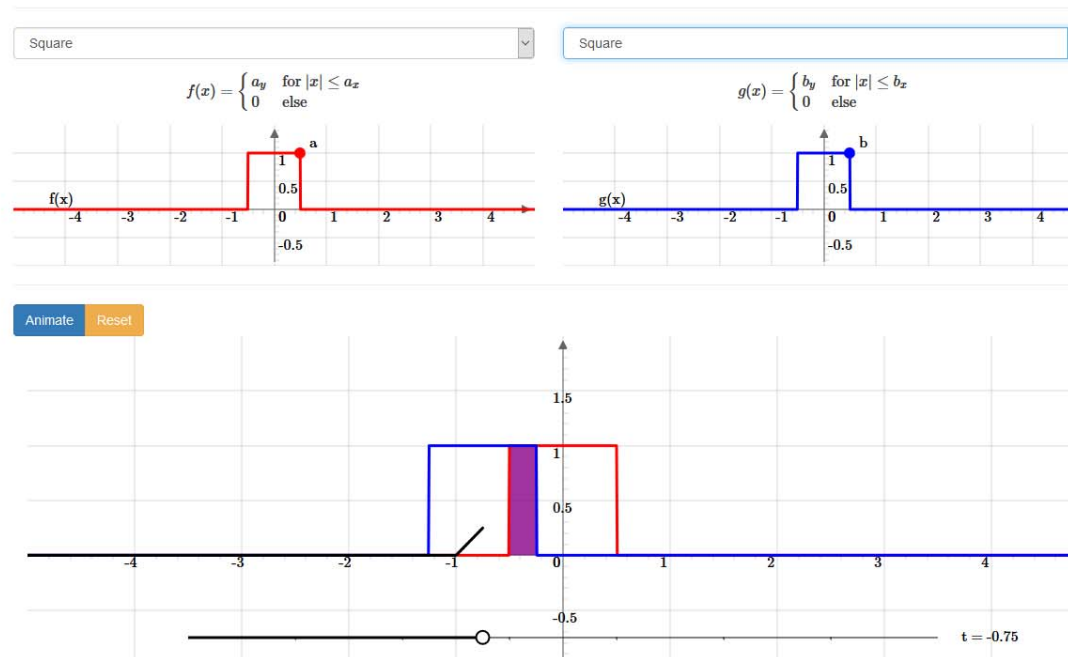 Square
Square
f(x) = { a_y for |x| ≤ a_x
0 else
g(x) = { b_y for |x| ≤ b_x
0 else
a
1
0.5
f(x)
-4 -3 -2 -1 0 1 2 3 4
-0.5
b
1
0.5
g(x)
-4 -3 -2 -1 0 1 2 3 4
-0.5
Animate Reset
1.5
1
0.5
-4 -3 -2 -1 0 1 2 3 4
-0.5
t = -0.75